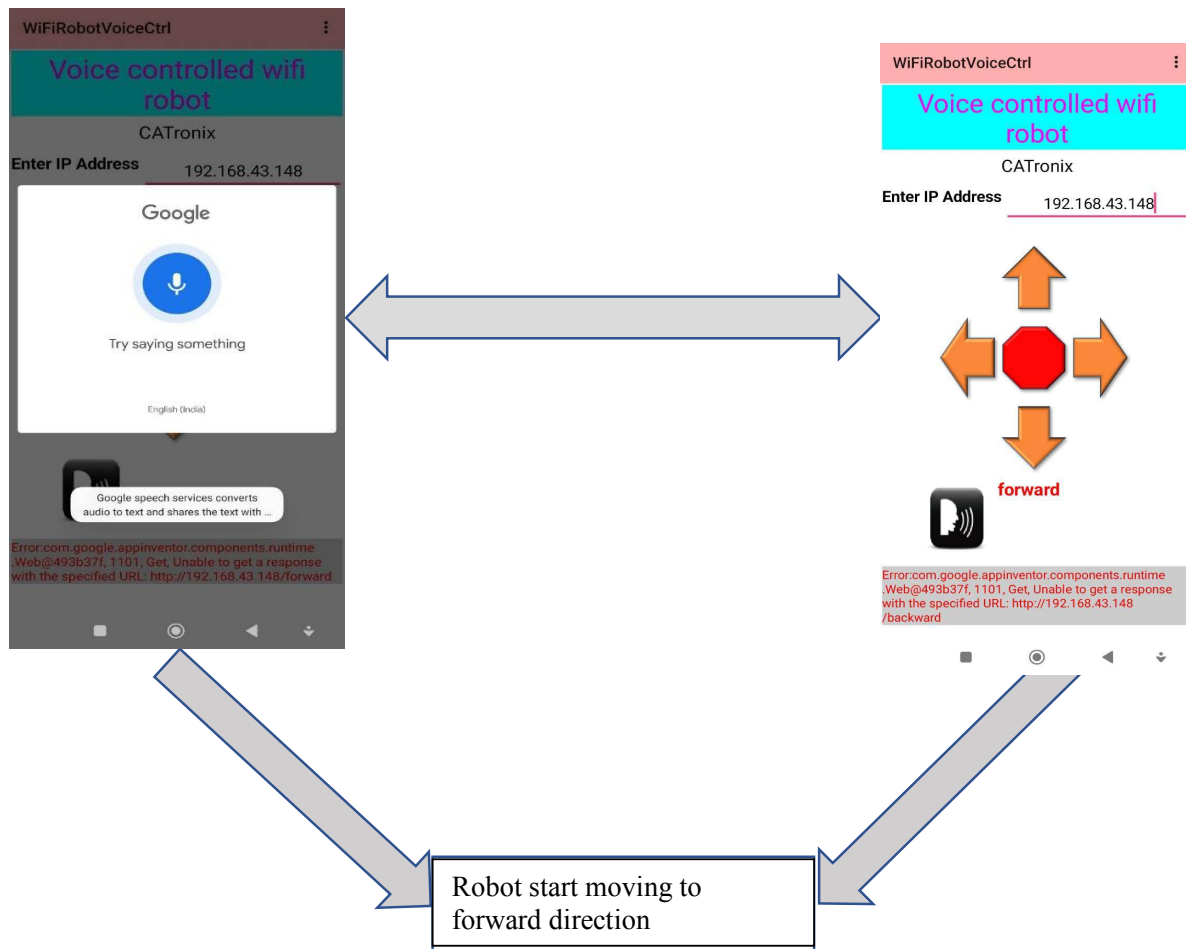 WiFiRobotVoiceCtrl
Voice controlled wifi
robot
CATronix
Enter IP Address 192.168.43.148
Google
Try saying something
English (India)
Google speech services converts
audio to text and shares the text with ...
Error:com.google.appinventor.components.runtime
.Web@493b37f, 1101, Get, Unable to get a response
with the specified URL: http://192.168.43.148/forward
WiFiRobotVoiceCtrl
Voice controlled wifi
robot
CATronix
Enter IP Address 192.168.43.148
forward
Error:com.google.appinventor.components.runtime
.Web@493b37f, 1101, Get, Unable to get a response
with the specified URL: http://192.168.43.148
/backward
Robot start moving to
forward direction